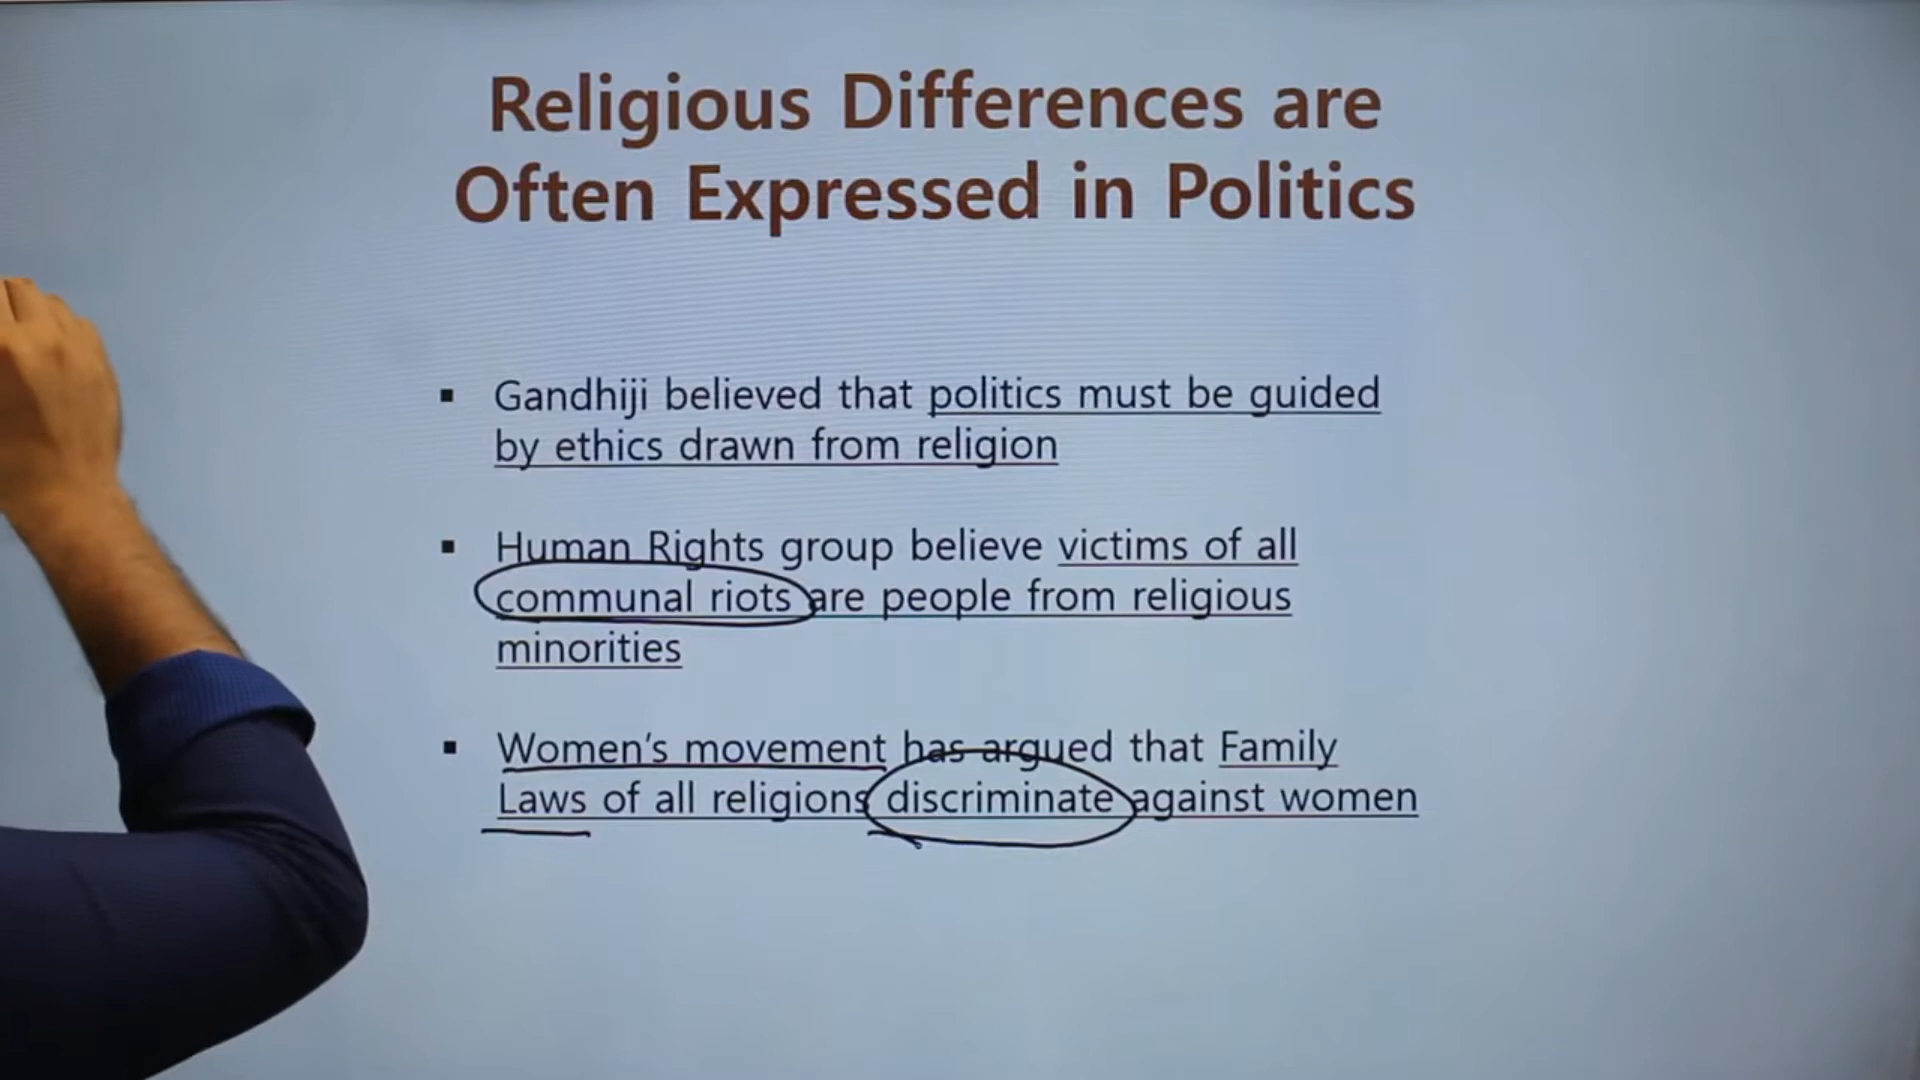 Religious Differences are
Often Expressed in Politics
▪ Gandhiji believed that politics must be guided
by ethics drawn from religion
▪ Human Rights group believe victims of all
communal riots are people from religious
minorities
▪ Women's movement has argued that Family
Laws of all religions discriminate against women